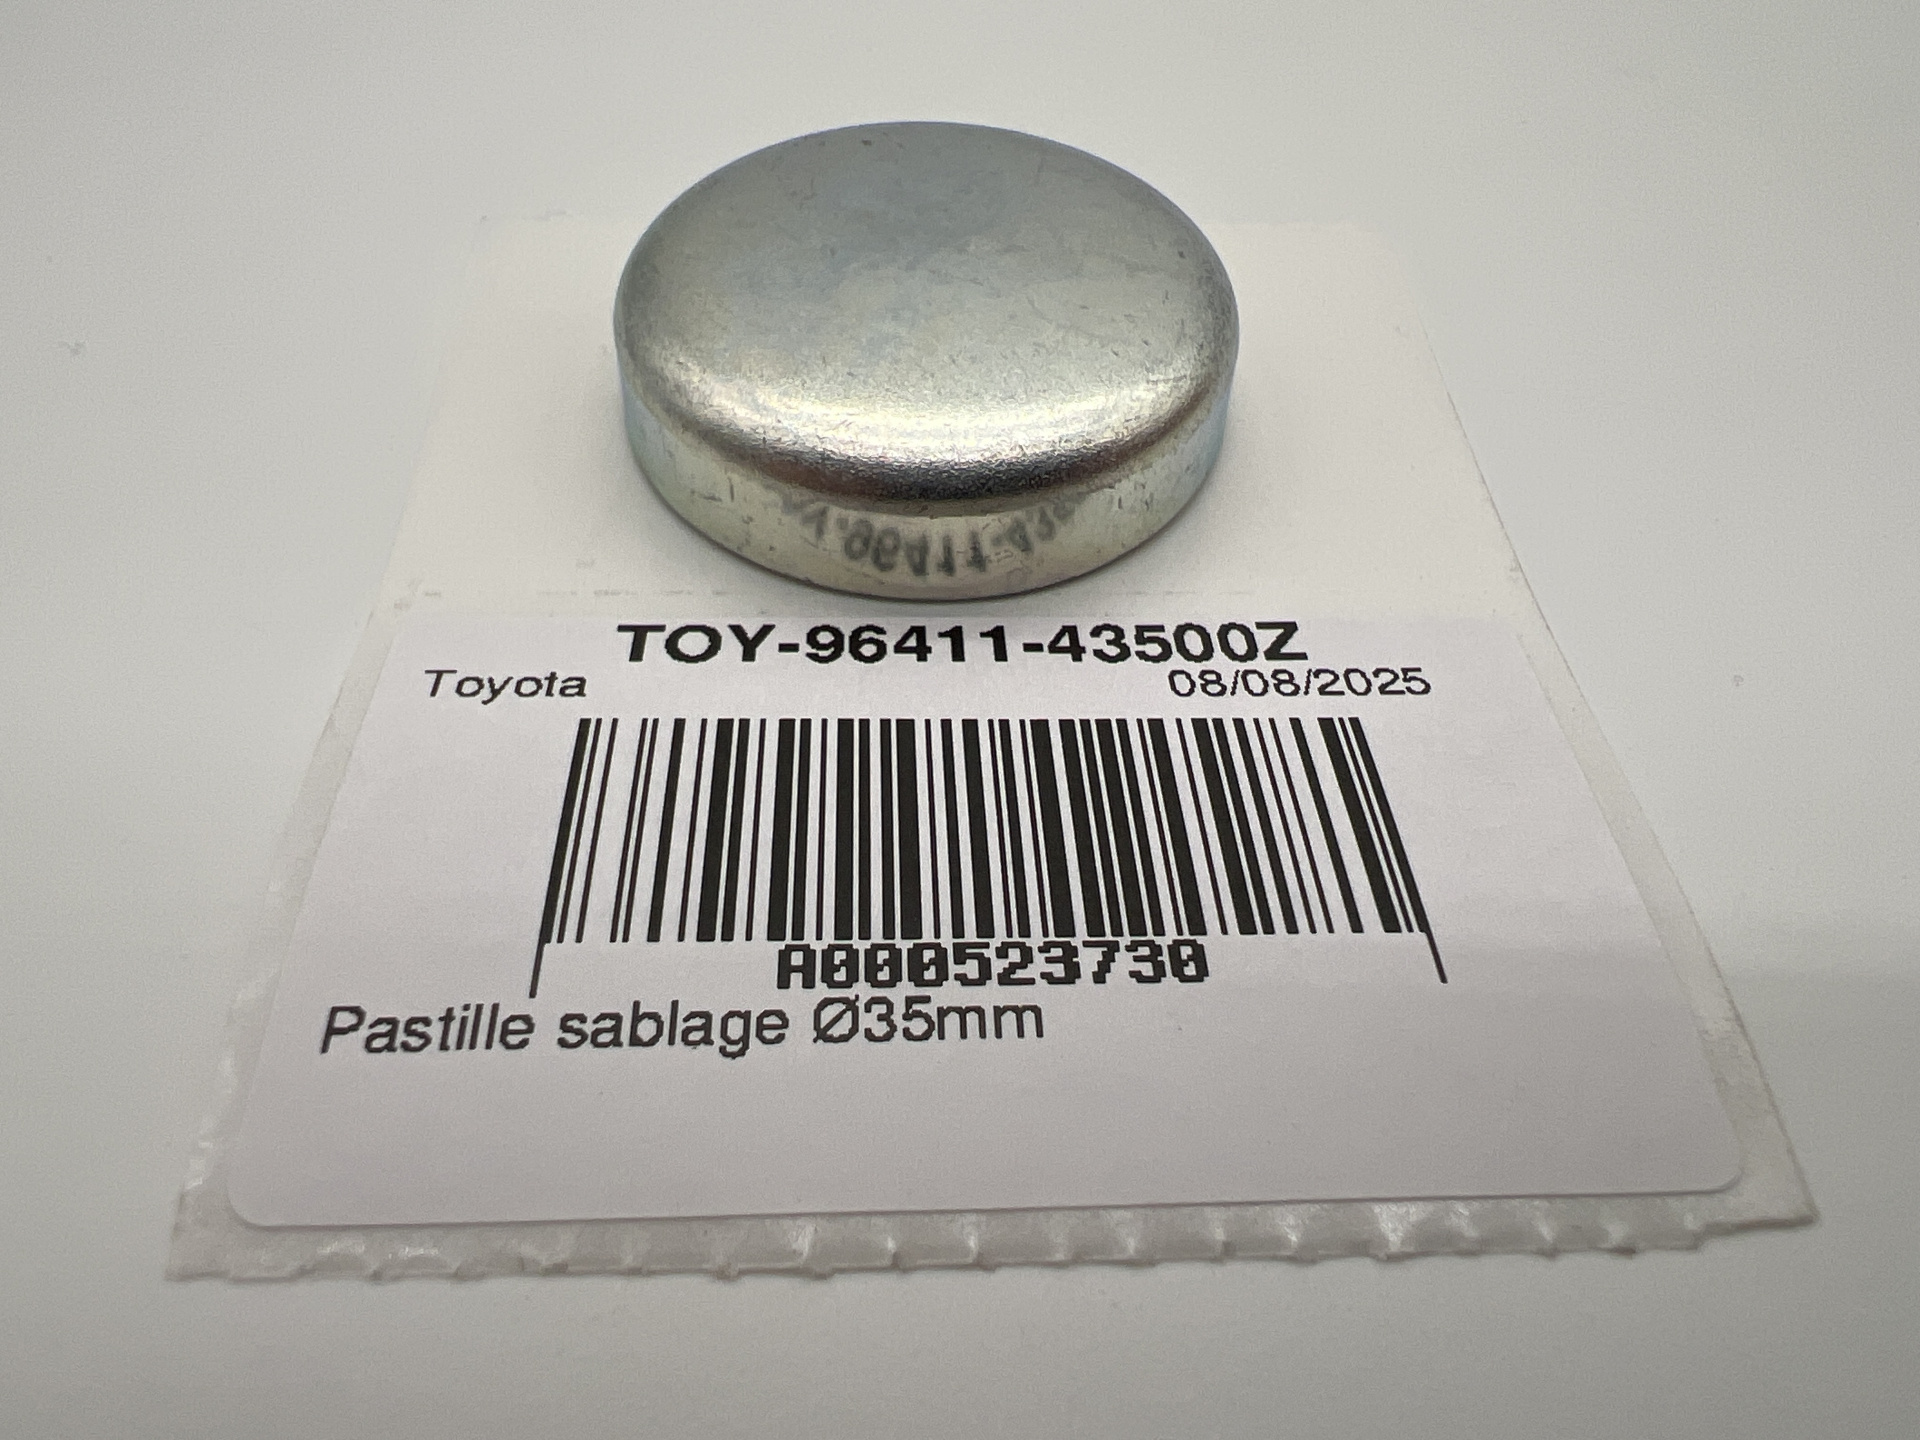 TOY-96411-43500Z
Toyota 08/08/2025
A000523730
Pastille sablage Ø35mm